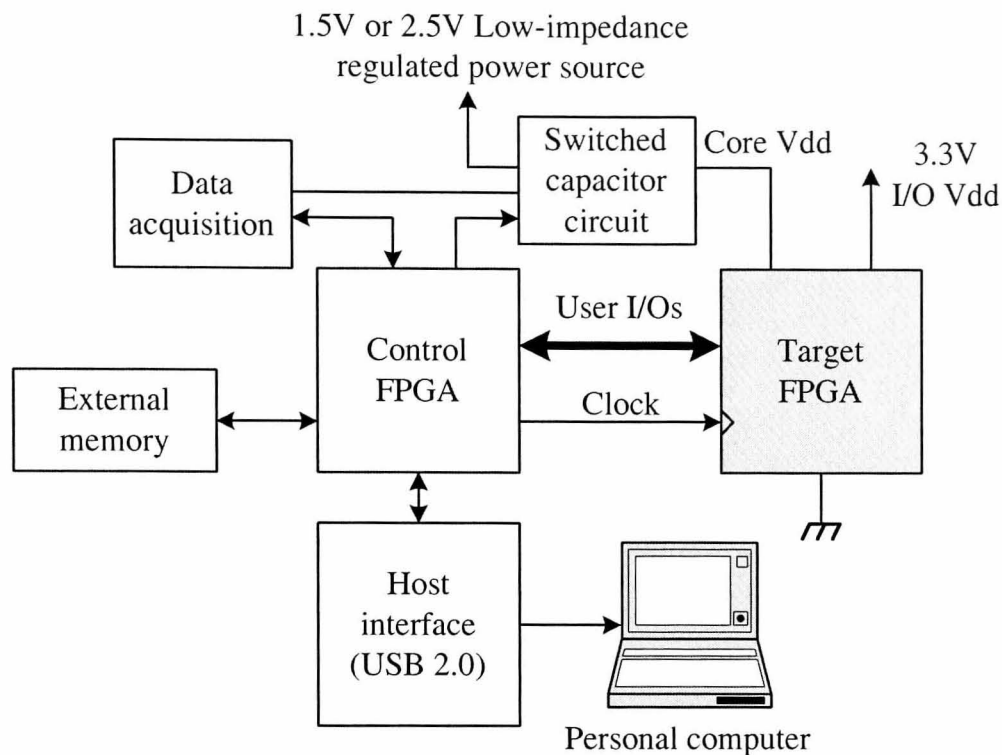 1.5V or 2.5V Low-impedance
regulated power source
Switched
capacitor
circuit
Core Vdd
3.3V
I/O Vdd
Data
acquisition
Control
FPGA
User I/Os
Target
FPGA
Clock
External
memory
Host
interface
(USB 2.0)
Personal computer